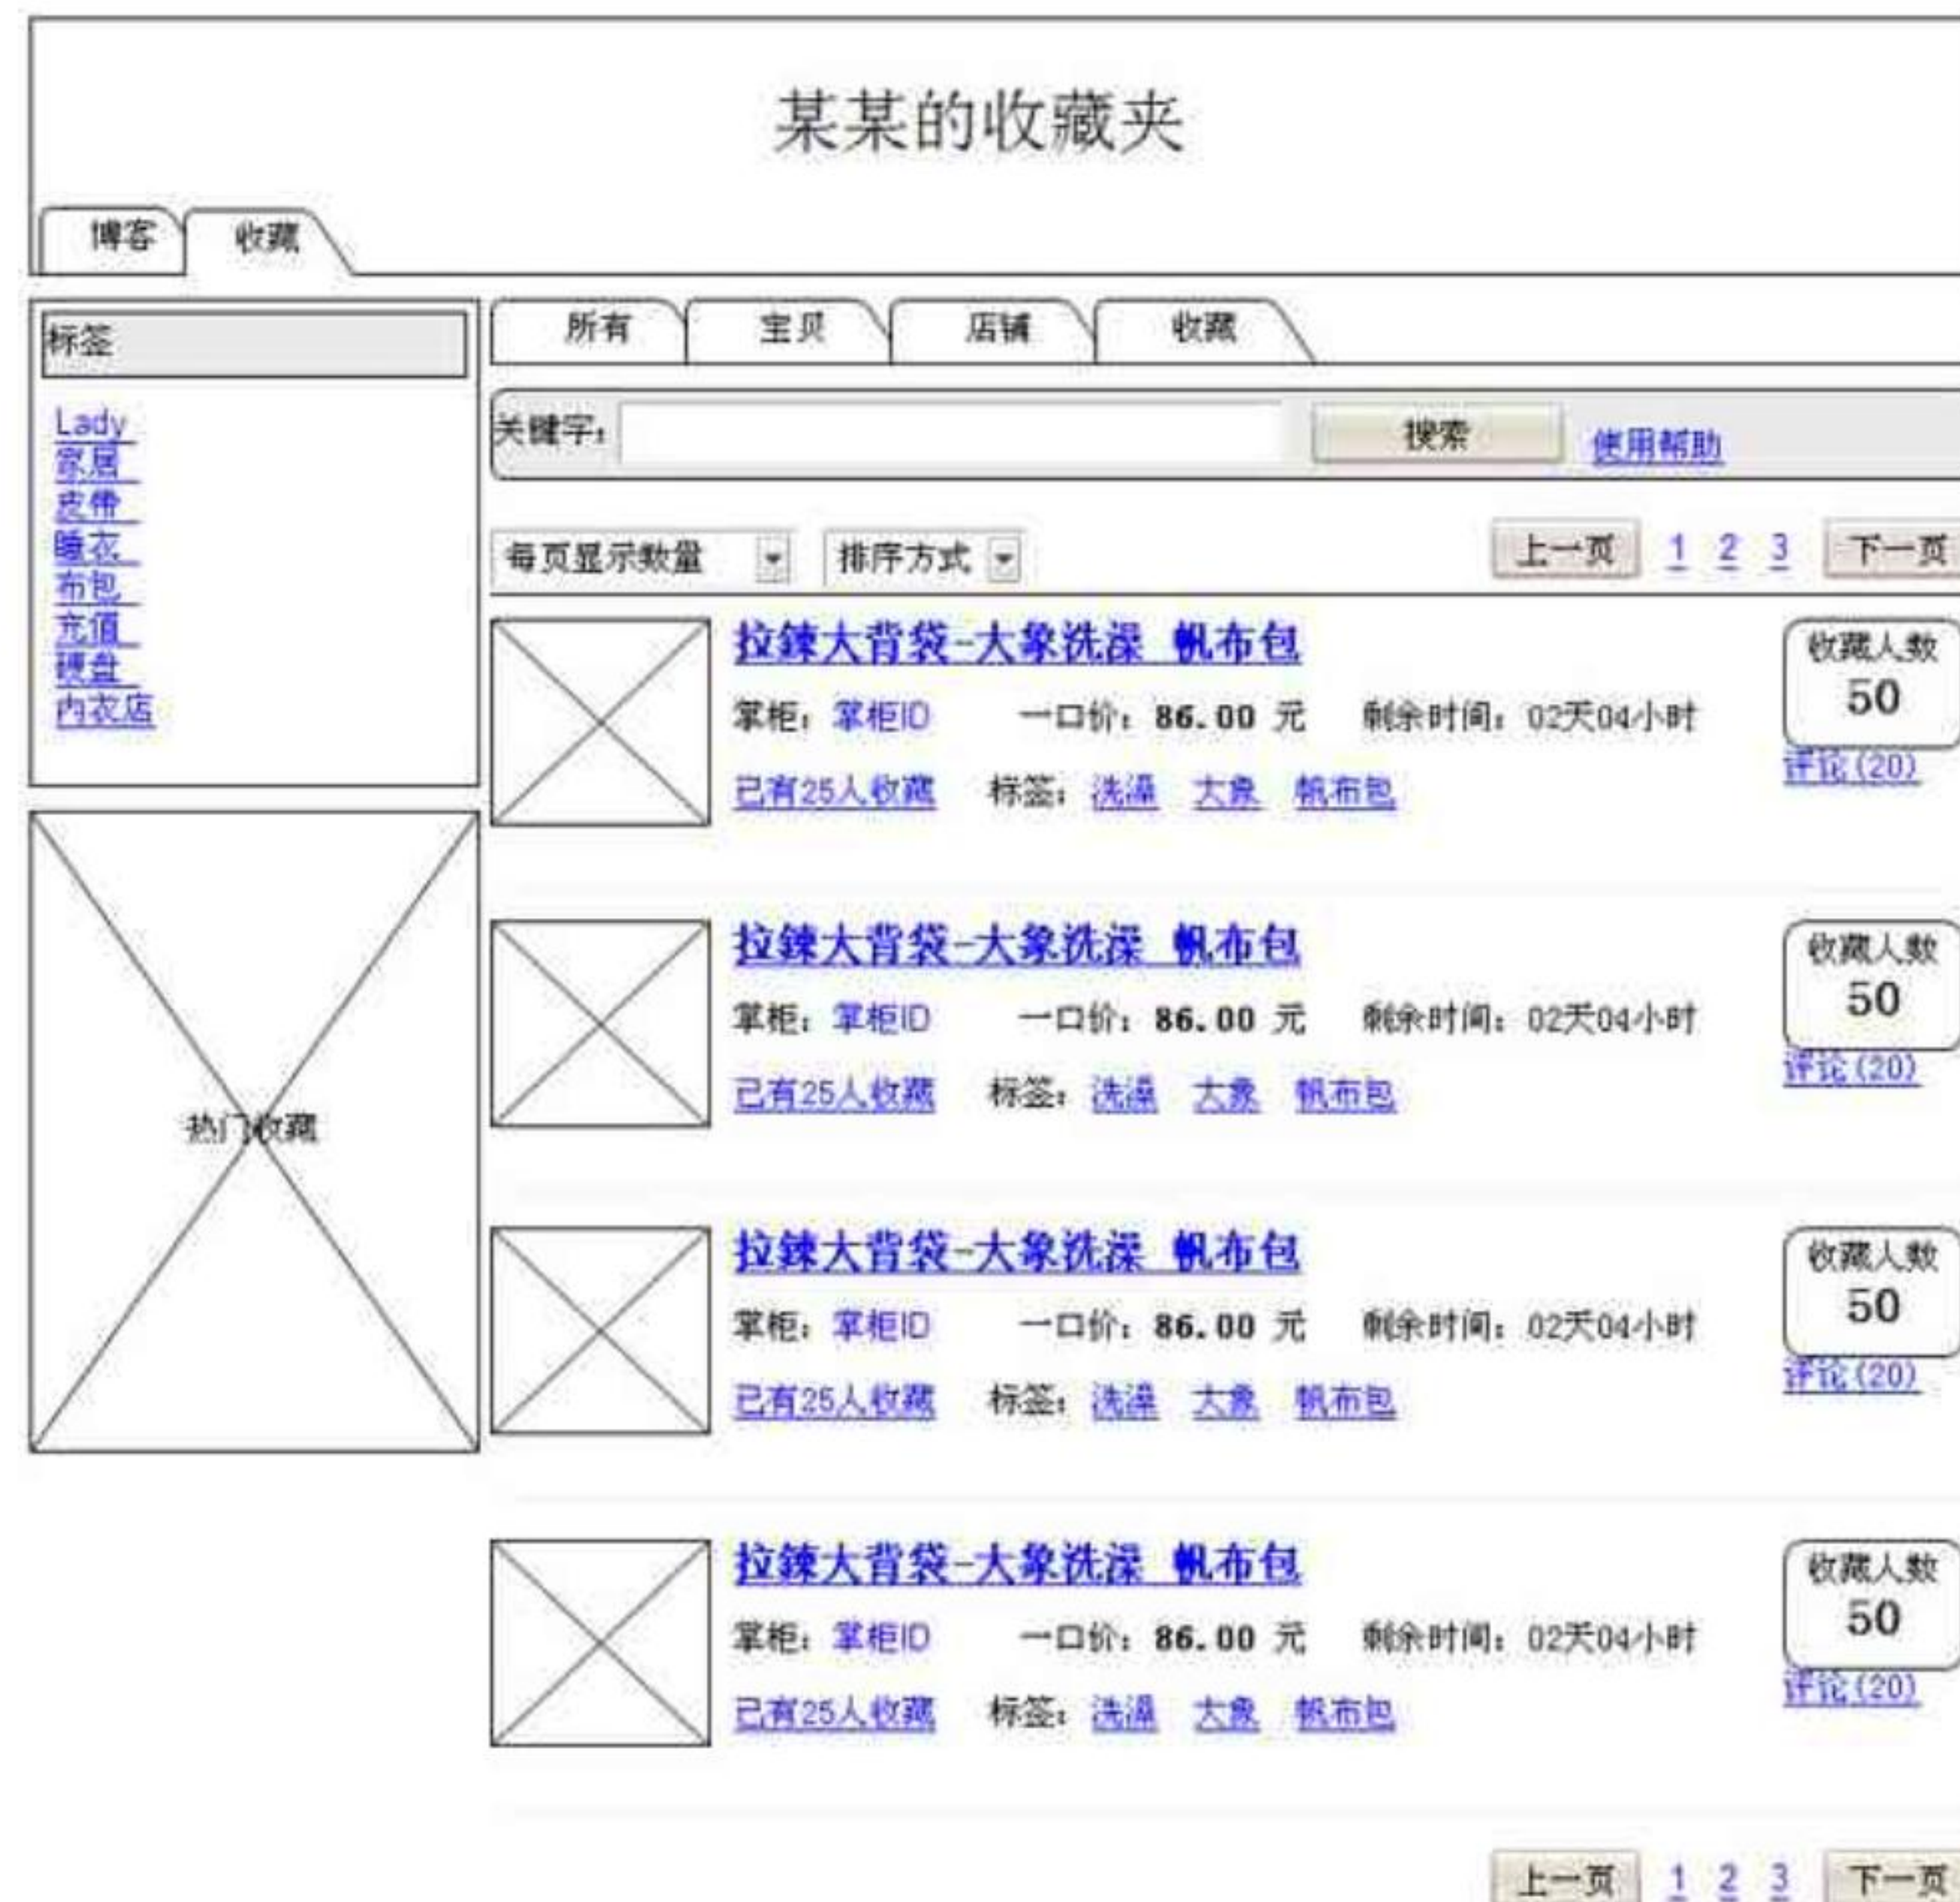 某某的收藏夹
博客 收藏
标签
Lady
家居
皮带
睡衣
布包
充值
硬盘
内衣店
热门收藏
所有 宝贝 店铺 收藏
关键字： 搜索 使用帮助
每页显示数量 排序方式 上一页 1 2 3 下一页
拉鍊大背袋-大象洗澡 帆布包
掌柜：掌柜ID 一口价：86.00 元 剩余时间：02天04小时
已有25人收藏 标签：洗澡 大象 帆布包
收藏人数
50
评论(20)
拉鍊大背袋-大象洗澡 帆布包
掌柜：掌柜ID 一口价：86.00 元 剩余时间：02天04小时
已有25人收藏 标签：洗澡 大象 帆布包
收藏人数
50
评论(20)
拉鍊大背袋-大象洗澡 帆布包
掌柜：掌柜ID 一口价：86.00 元 剩余时间：02天04小时
已有25人收藏 标签：洗澡 大象 帆布包
收藏人数
50
评论(20)
拉鍊大背袋-大象洗澡 帆布包
掌柜：掌柜ID 一口价：86.00 元 剩余时间：02天04小时
已有25人收藏 标签：洗澡 大象 帆布包
收藏人数
50
评论(20)
上一页 1 2 3 下一页